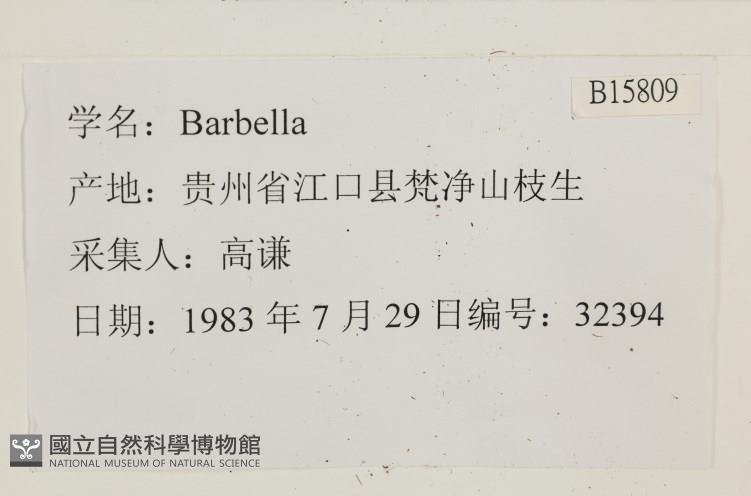 B15809
学名：Barbella
产地：贵州省江口县梵净山枝生
采集人：高谦
日期：1983 年 7 月 29 日编号：32394
國立自然科學博物館
NATIONAL MUSEUM OF NATURAL SCIENCE